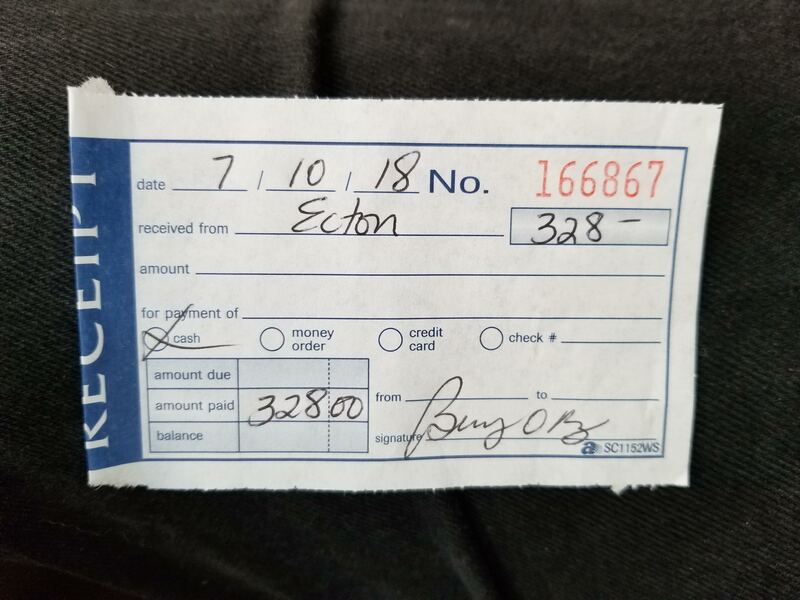 RECEIPT
date 7 / 10 / 18 No. 166867
received from Ecton 328-
amount
for payment of
cash money order credit card check #
amount due
amount paid 328 00 from to
balance signature
a SC1152WS